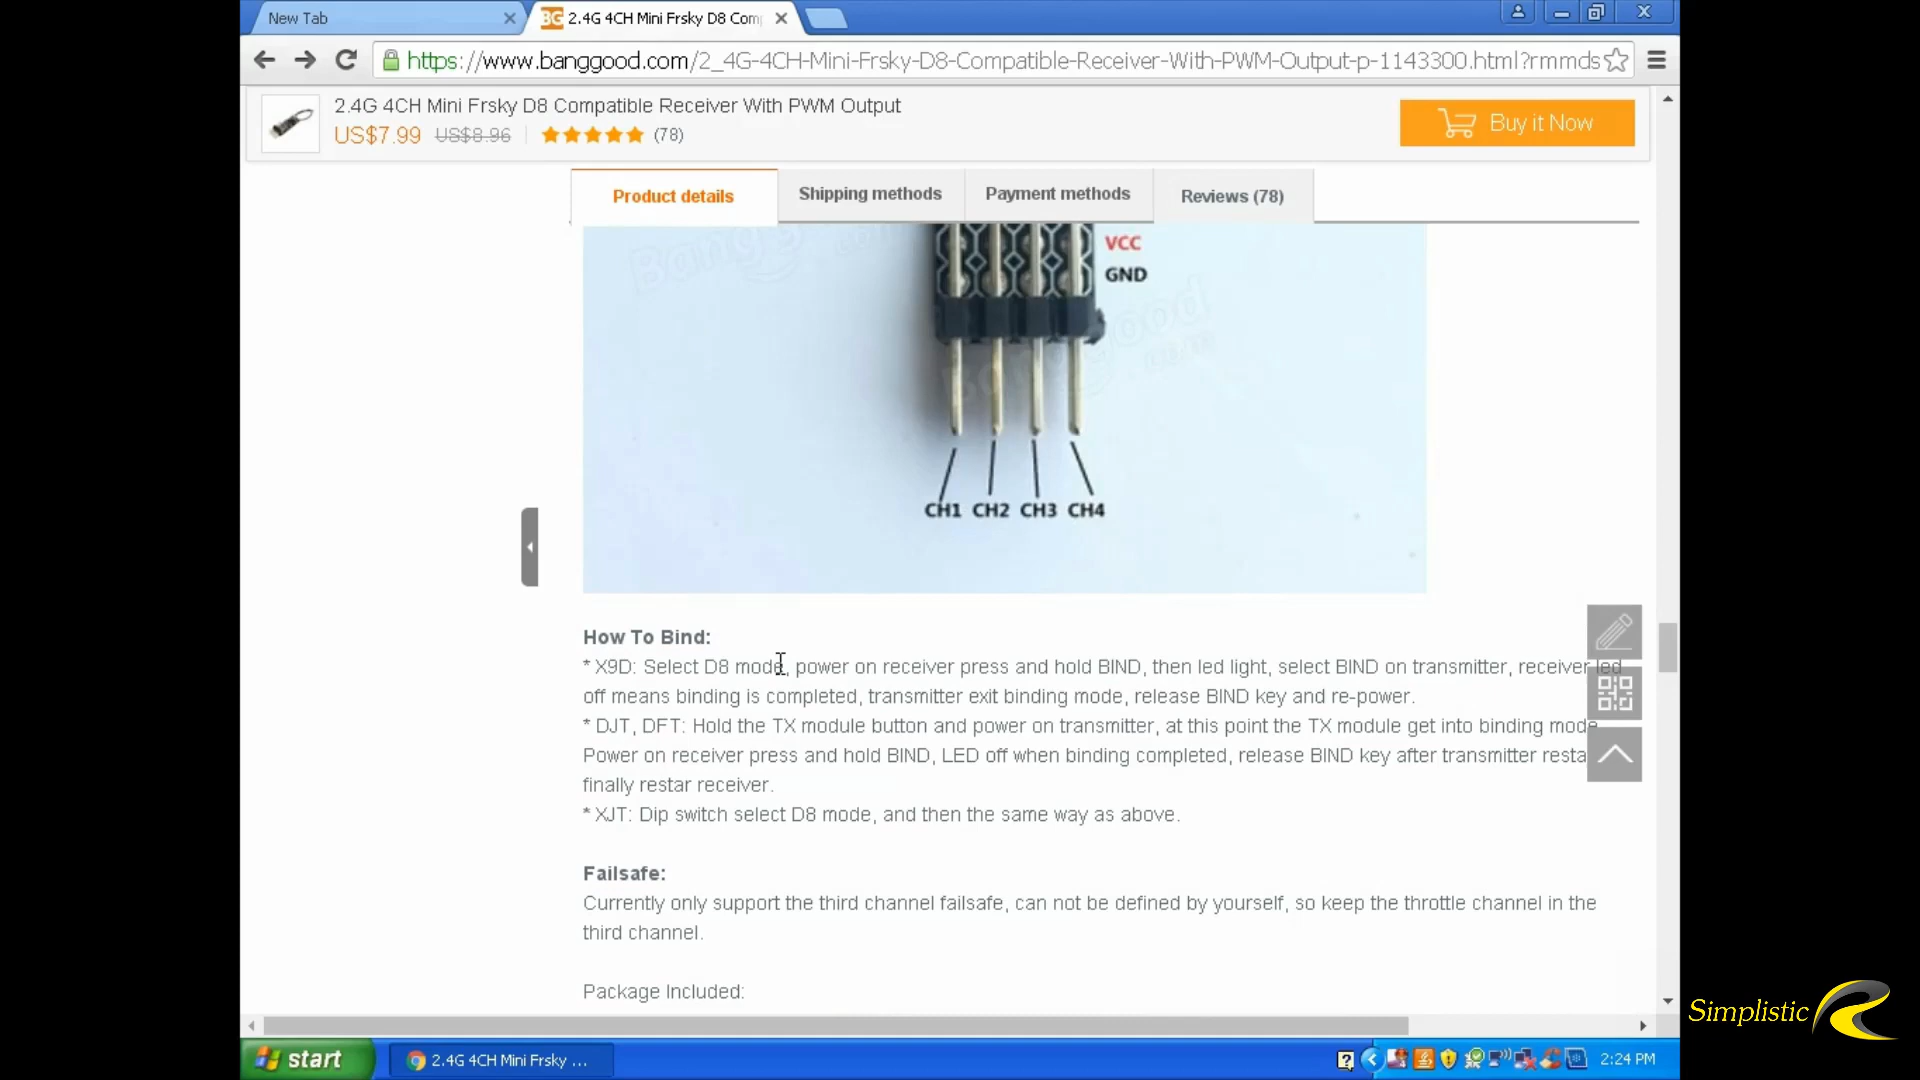 New Tab
2.4G 4CH Mini Frsky D8 Com
https://www.banggood.com/2_4G-4CH-Mini-Frsky-D8-Compatible-Receiver-With-PWM-Output-p-1143300.html?rmmds
2.4G 4CH Mini Frsky D8 Compatible Receiver With PWM Output
US$7.99 US$8.96 (78)
Buy it Now
Product details
Shipping methods
Payment methods
Reviews (78)
VCC
GND
CH1 CH2 CH3 CH4
How To Bind:
* X9D: Select D8 mode, power on receiver press and hold BIND, then led light, select BIND on transmitter, receiver led
off means binding is completed, transmitter exit binding mode, release BIND key and re-power.
* DJT, DFT: Hold the TX module button and power on transmitter, at this point the TX module get into binding mode
Power on receiver press and hold BIND, LED off when binding completed, release BIND key after transmitter resta
finally restar receiver.
* XJT: Dip switch select D8 mode, and then the same way as above.
Failsafe:
Currently only support the third channel failsafe, can not be defined by yourself, so keep the throttle channel in the
third channel.
Package Included:
Simplistic
start
2.4G 4CH Mini Frsky ...
2:24 PM